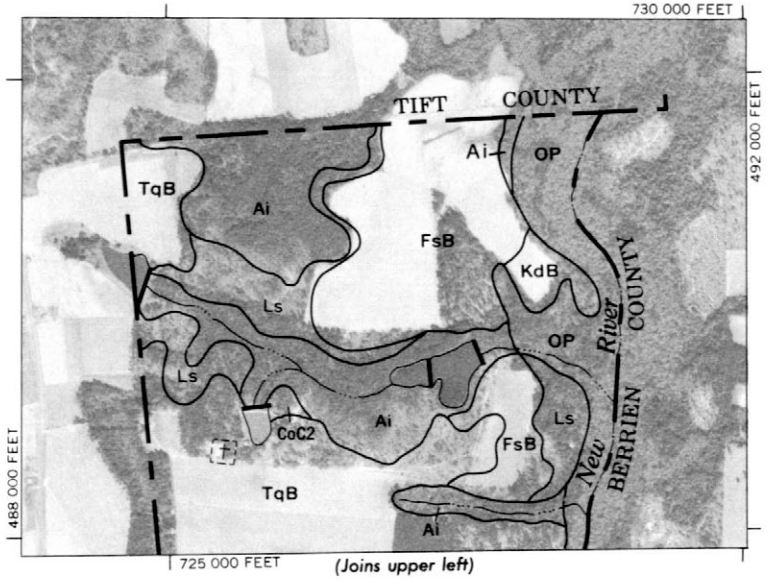 730 000 FEET
TIFT COUNTY
492 000 FEET
Ai
OP
TqB
Ai
FsB
KdB
Ls
River
COUNTY
OP
Ls
Ls
CoC2
Ai
FsB
New
BERRIEN
TqB
Ai
488 000 FEET
725 000 FEET
(Joins upper left)